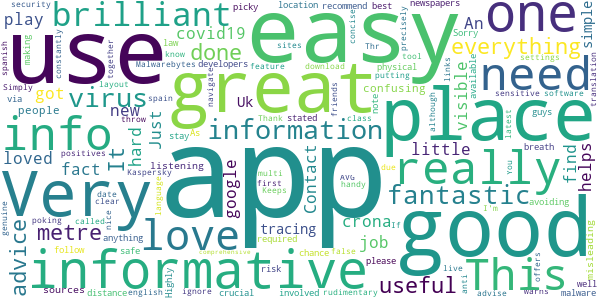 security
location
recommend
best
newspapers
play
brilliant
covid19
picky
easy
concise
precisely
one
simple
making
constantly
spanish
law
know
sites
Thr
An
everything
together
use
done
Malwarebytes
developers
feature
tool
Sorry
settings
Simply
layout
got
great
download
physical
putting
confusing
need
via
virus
Uk
navigate
friends
although
links
visible
available
sensitive
software
translation
people
new
throw
hard
Just
information
note
place
latest
guys
info
It
stay
Thank
stated
class
As
loved
fact
positives
Kaspersky
listening
google
Contact
little
really
You
breath
find
helps
Very
app
multi
first
Keeps
AVG
handy
due
fantastic
avoiding
advice
metre
date
clear
nice
language
love
tracing
required
crona
If
job
good
I'm
genuine
poking
called
anything
comprehensive
chance
false
please
useful
This
misleading
informative
follow
safe
Highly
risk
live
offers
well
sources
distance
english
ignore
crucial
involved
rudimentary
advise
anti
warns
malware
spain